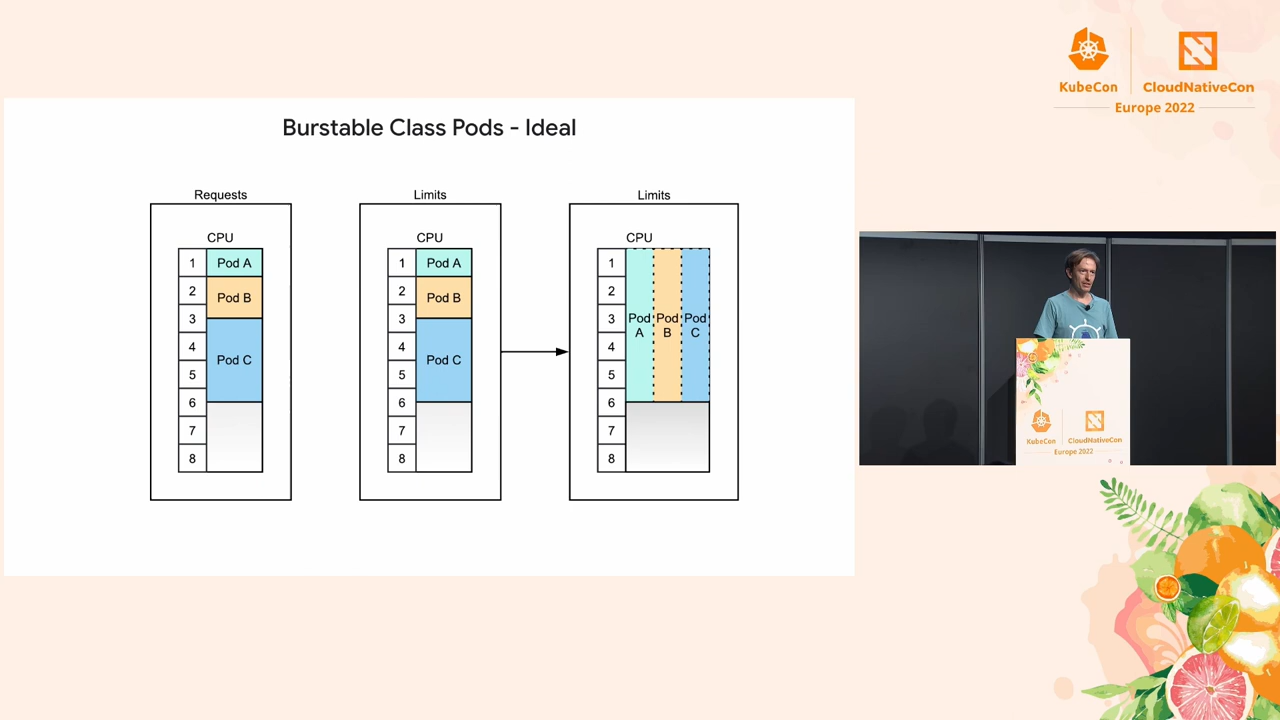 Burstable Class Pods - Ideal
Requests
CPU
1
2
3
4
5
6
7
8
Pod A
Pod B
Pod C
Limits
CPU
1
2
3
4
5
6
7
8
Pod A
Pod B
Pod C
Limits
CPU
1
2
3
4
5
6
7
8
Pod
A
Pod
B
Pod
C
KubeCon
CloudNativeCon
Europe 2022
KubeCon
CloudNativeCon
Europe 2022